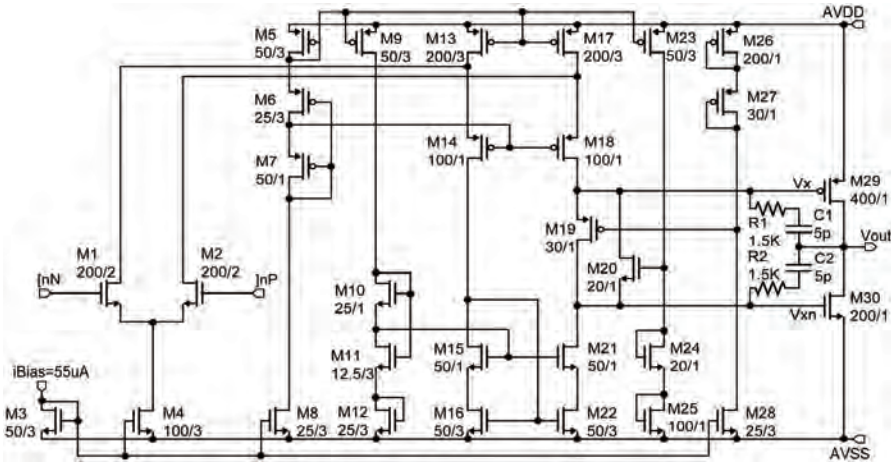 AVDD
M5
50/3
M9
50/3
M13
200/3
M17
200/3
M23
50/3
M26
200/1
M6
25/3
M27
30/1
M7
50/1
M14
100/1
M18
100/1
Vx
M29
400/1
M19
30/1
R1
1.5K
C1
5p
Vout
M1
200/2
M2
200/2
M20
20/1
R2
1.5K
C2
5p
InN
InP
M10
25/1
Vxn
M30
200/1
iBias=55uA
M11
12.5/3
M15
50/1
M21
50/1
M24
20/1
M3
50/3
M4
100/3
M8
25/3
M12
25/3
M16
50/3
M22
50/3
M25
100/1
M28
25/3
AVSS